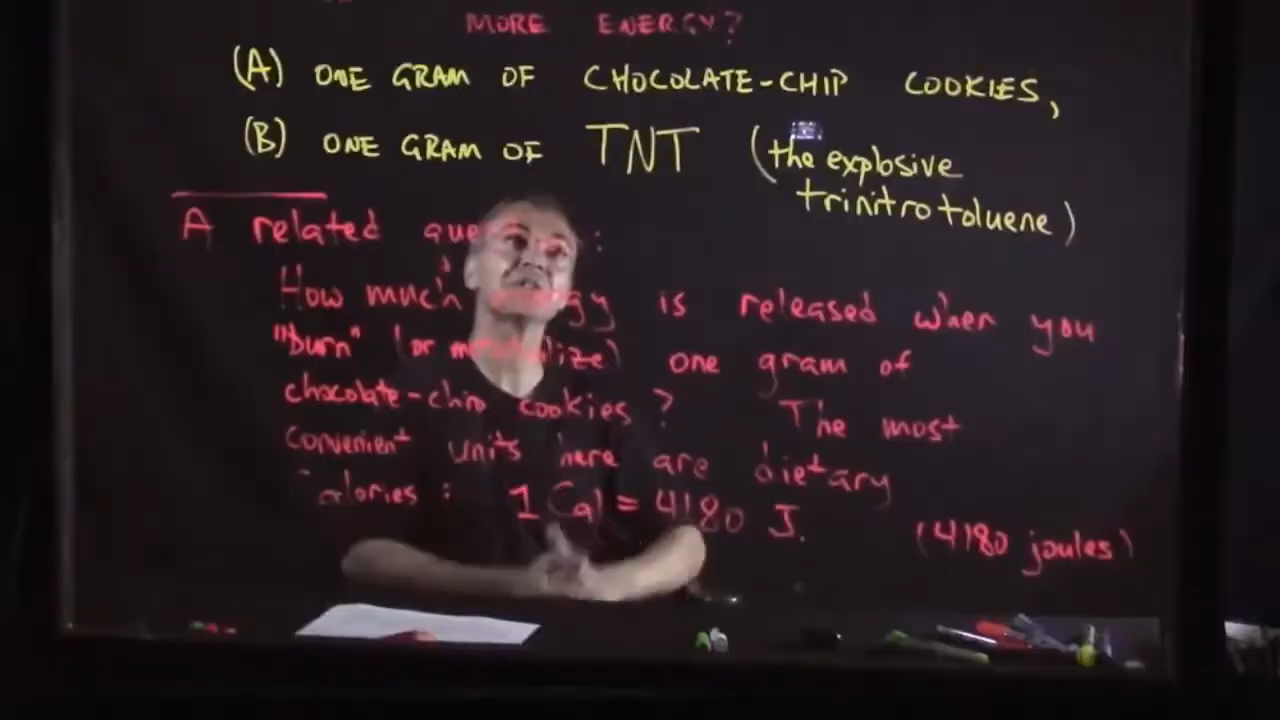 MORE ENERGY?
(A) ONE GRAM OF CHOCOLATE-CHIP COOKIES,
(B) ONE GRAM OF TNT (the explosive
trinitrotoluene)
A related :
How much is released when you
"burn" (or one gram of
chocolate-chip cookies? The most
convenient units here are dietary
Calories: 1 Cal = 4180 J. (4180 joules)